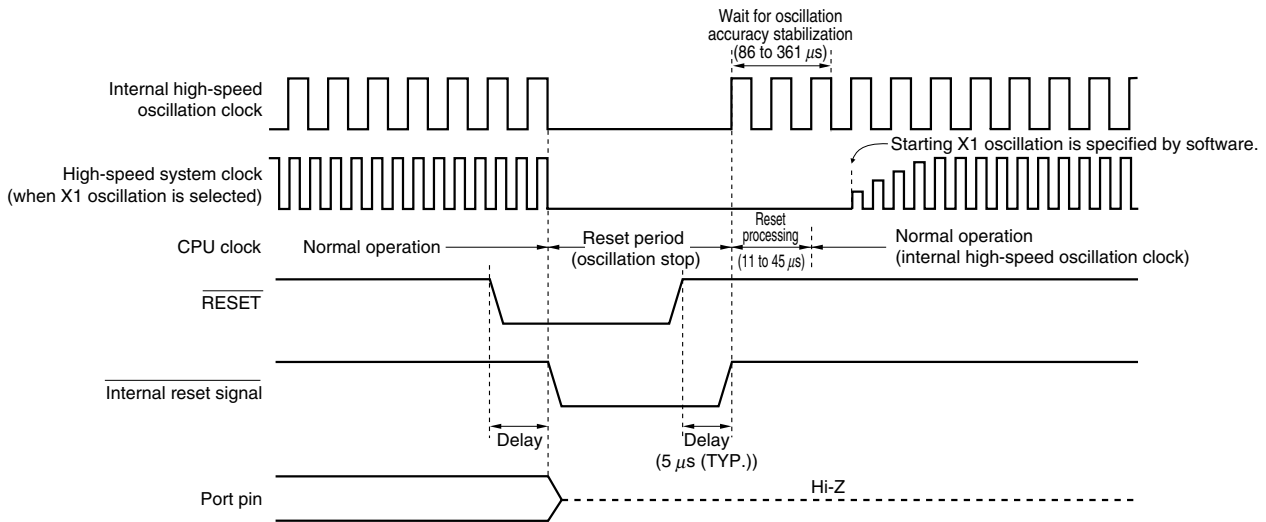 Wait for oscillation
accuracy stabilization
(86 to 361 μs)
Internal high-speed
oscillation clock
Starting X1 oscillation is specified by software.
High-speed system clock
(when X1 oscillation is selected)
CPU clock
Normal operation
Reset period
(oscillation stop)
Reset
processing
(11 to 45 μs)
Normal operation
(internal high-speed oscillation clock)
RESET
Internal reset signal
Delay
Delay
(5 μs (TYP.))
Port pin
Hi-Z